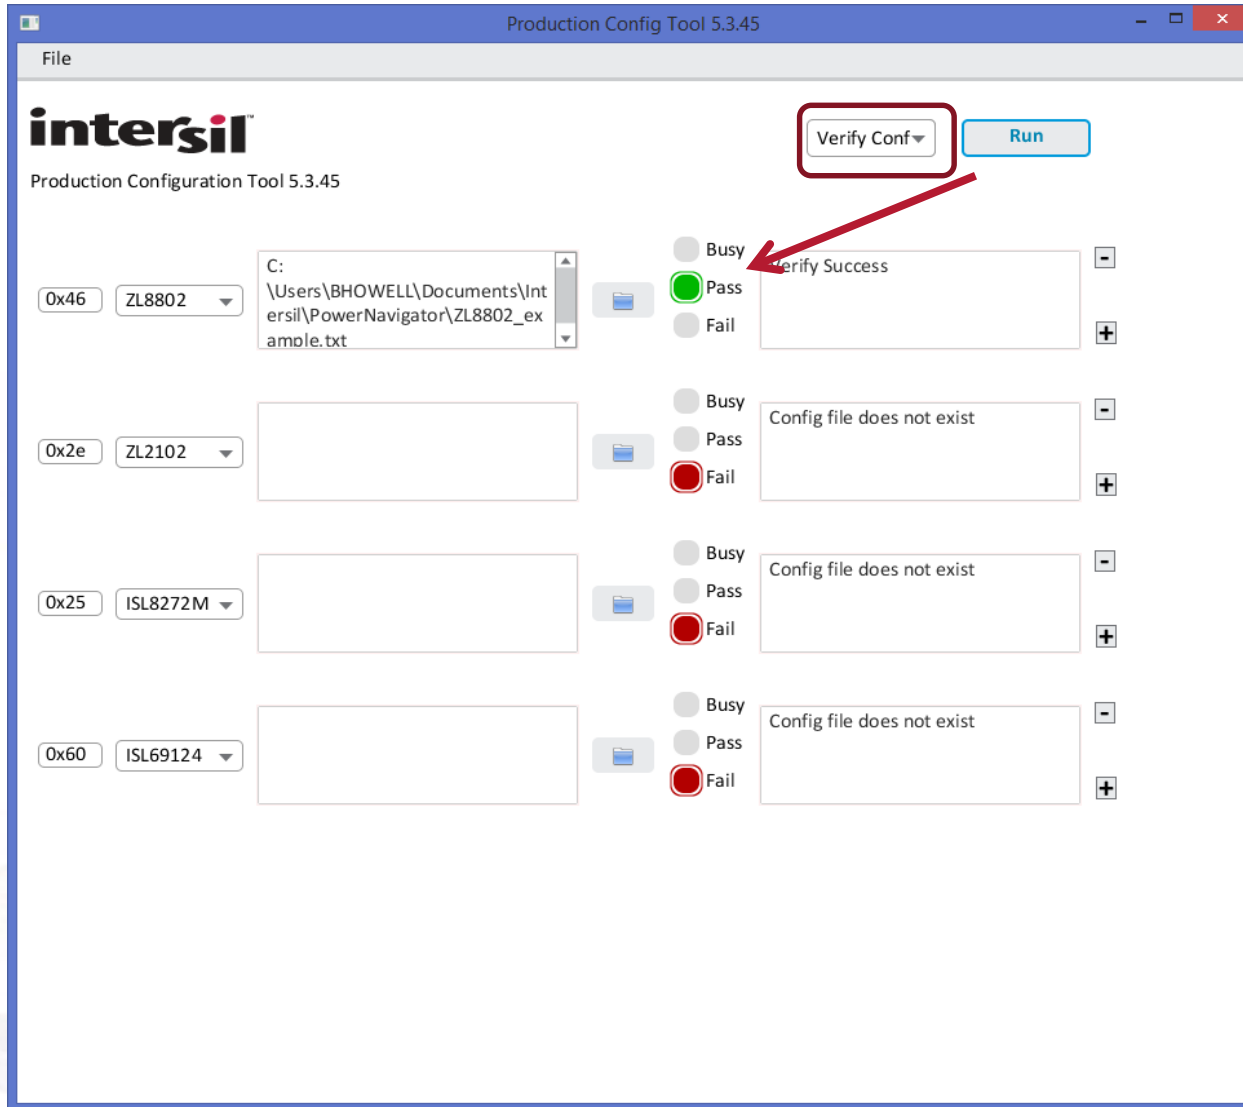 Production Config Tool 5.3.45
File
intersil™
Verify Conf
Run
Production Configuration Tool 5.3.45
0x46
ZL8802
C:
\Users\BHOWELL\Documents\Int
ersil\PowerNavigator\ZL8802_ex
ample.txt
Busy
Pass
Fail
Verify Success
-
+
0x2e
ZL2102
Busy
Pass
Fail
Config file does not exist
-
+
0x25
ISL8272M
Busy
Pass
Fail
Config file does not exist
-
+
0x60
ISL69124
Busy
Pass
Fail
Config file does not exist
-
+